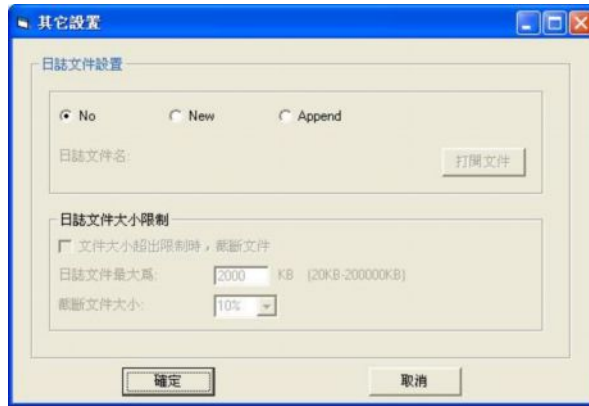 其它設置
日誌文件設置
No New Append
日誌文件名: 打開文件
日誌文件大小限制
文件大小超出限制時，截斷文件
日誌文件最大爲: 2000 KB (20KB-200000KB)
截斷文件大小: 10%
確定 取消